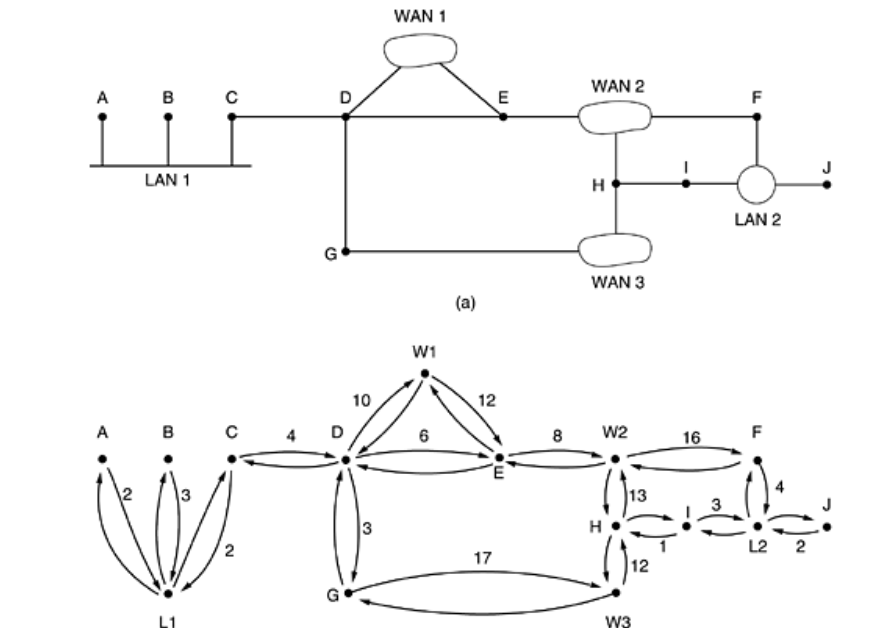 WAN 1
WAN 2
A B C D E F
H I J
LAN 1
LAN 2
G
WAN 3
(a)
W1
10 12
A B C 4 D 6 E 8 W2 16 F
2 3 2 3 13 4
H I 3 L2 J
1 2
17 12
G
L1 W3